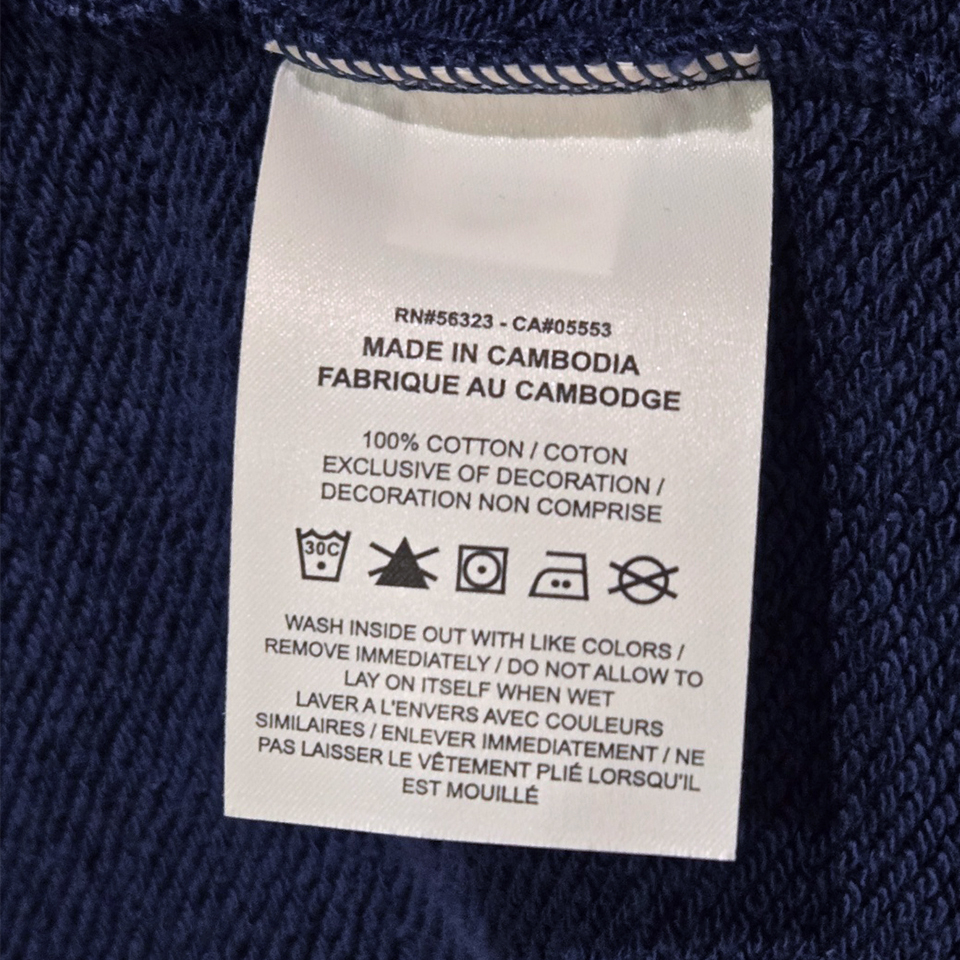 RN#56323 - CA#05553
MADE IN CAMBODIA
FABRIQUE AU CAMBODGE
100% COTTON / COTON
EXCLUSIVE OF DECORATION /
DECORATION NON COMPRISE
30C
WASH INSIDE OUT WITH LIKE COLORS /
REMOVE IMMEDIATELY / DO NOT ALLOW TO
LAY ON ITSELF WHEN WET
LAVER A L'ENVERS AVEC COULEURS
SIMILAIRES / ENLEVER IMMEDIATEMENT / NE
PAS LAISSER LE VÊTEMENT PLIÉ LORSQU'IL
EST MOUILLÉ